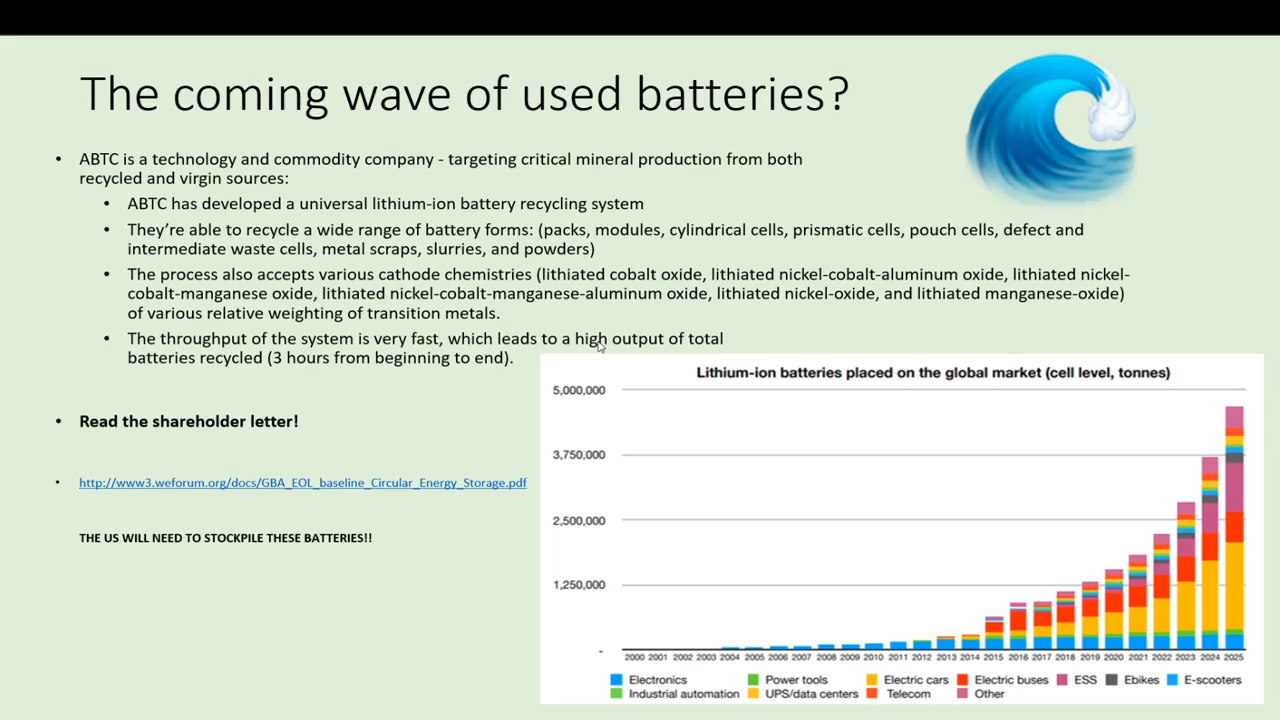 The coming wave of used batteries?
• ABTC is a technology and commodity company - targeting critical mineral production from both
recycled and virgin sources:
• ABTC has developed a universal lithium-ion battery recycling system
• They're able to recycle a wide range of battery forms: (packs, modules, cylindrical cells, prismatic cells, pouch cells, defect and
intermediate waste cells, metal scraps, slurries, and powders)
• The process also accepts various cathode chemistries (lithiated cobalt oxide, lithiated nickel-cobalt-aluminum oxide, lithiated nickel-
cobalt-manganese oxide, lithiated nickel-cobalt-manganese-aluminum oxide, lithiated nickel-oxide, and lithiated manganese-oxide)
of various relative weighting of transition metals.
• The throughput of the system is very fast, which leads to a high output of total
batteries recycled (3 hours from beginning to end).
• Read the shareholder letter!
• http://www3.weforum.org/docs/GBA_EOL_baseline_Circular_Energy_Storage.pdf
THE US WILL NEED TO STOCKPILE THESE BATTERIES!!
Lithium-ion batteries placed on the global market (cell level, tonnes)
5,000,000
3,750,000
2,500,000
1,250,000
-
2000 2001 2002 2003 2004 2005 2006 2007 2008 2009 2010 2011 2012 2013 2014 2015 2016 2017 2018 2019 2020 2021 2022 2023 2024 2025
Electronics Power tools Electric cars Electric buses ESS Ebikes E-scooters
Industrial automation UPS/data centers Telecom Other